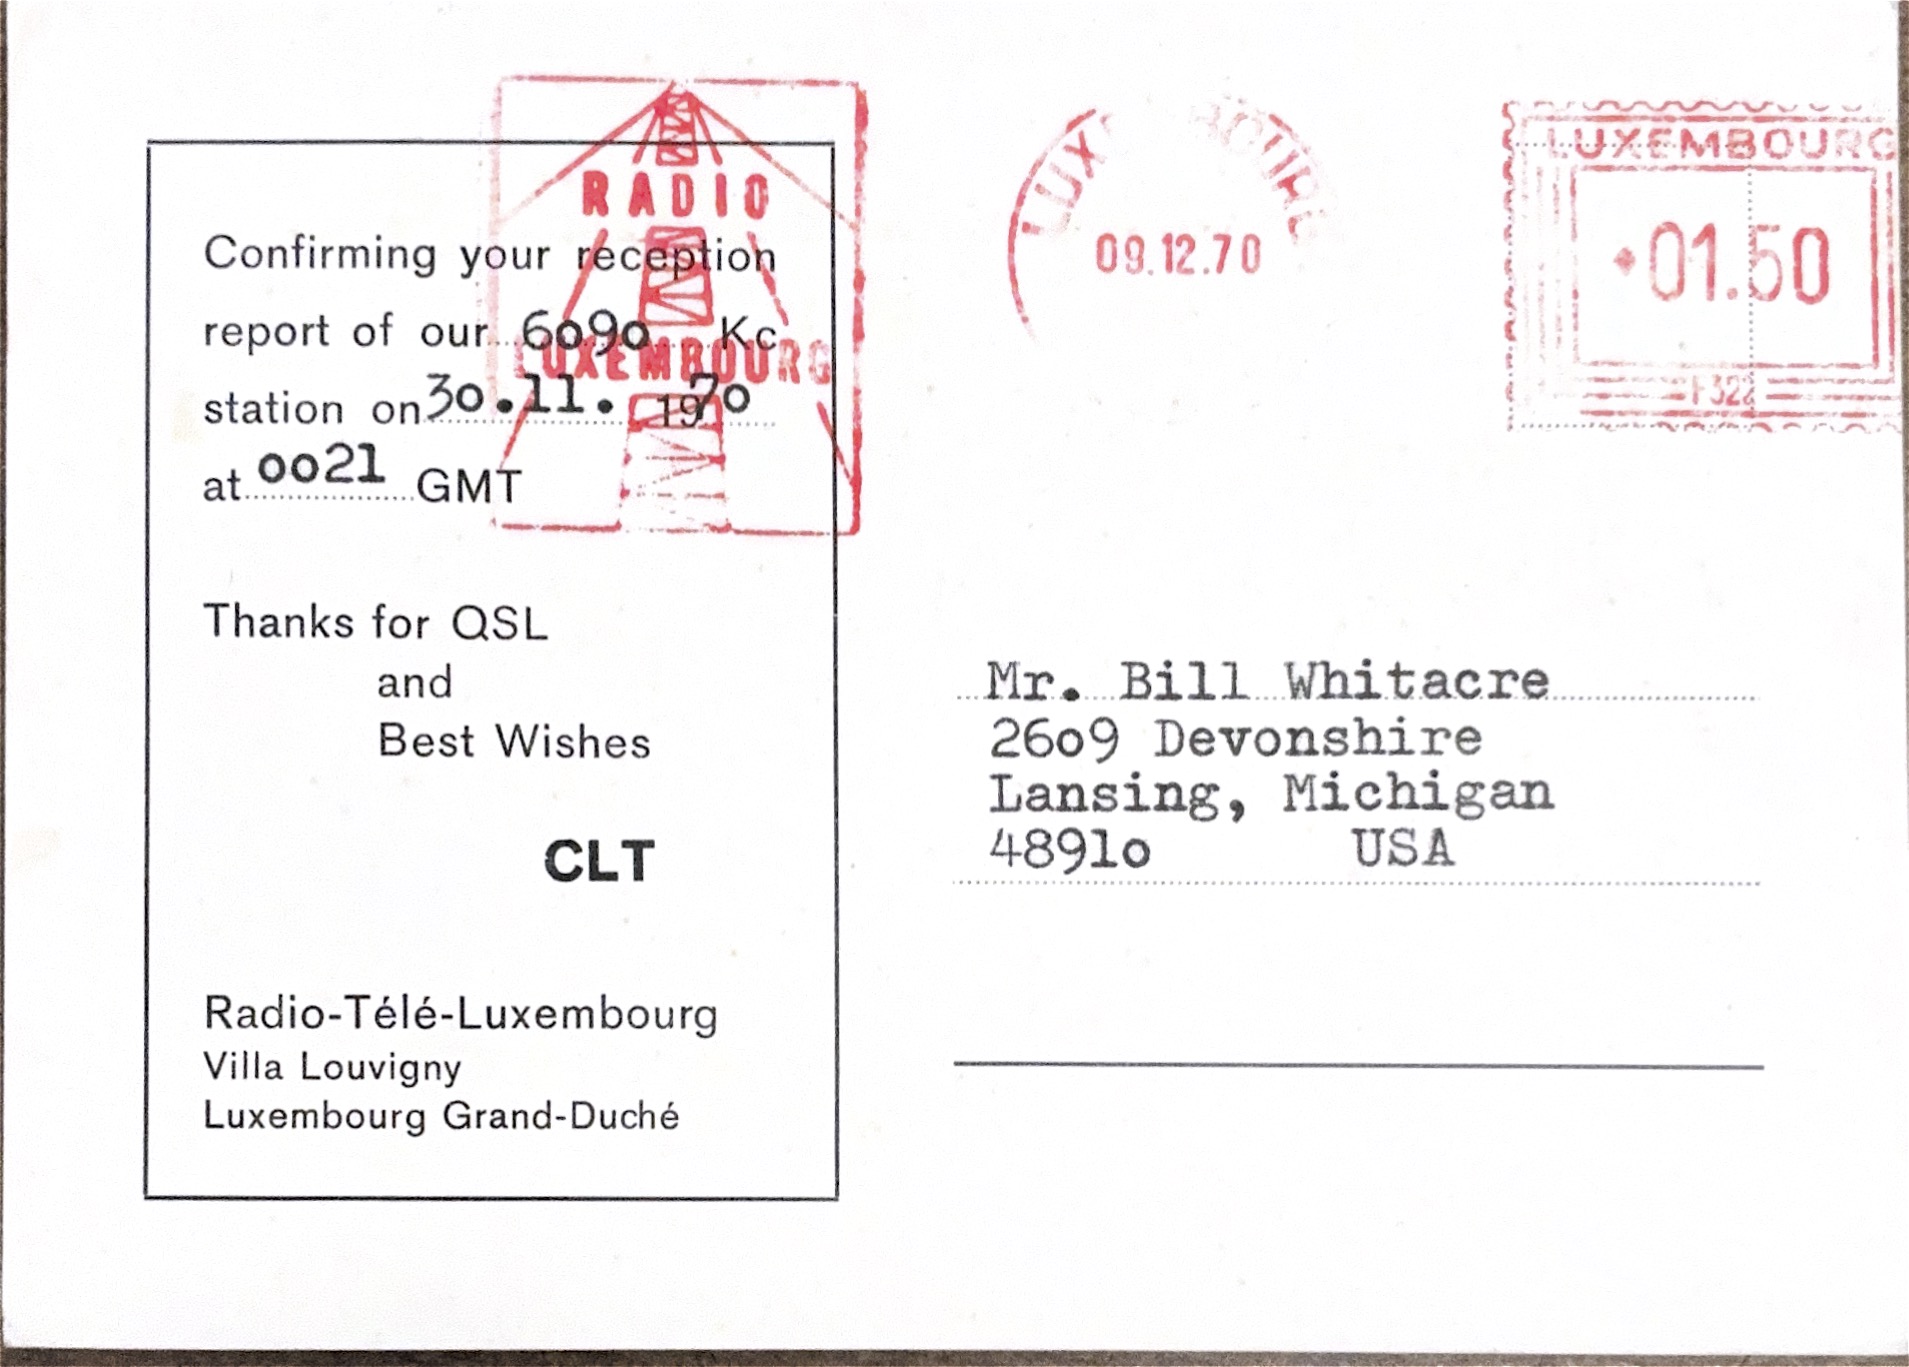 Confirming your reception
report of our 6090 Kc
station on 30.11. 1970
at 0021 GMT
Thanks for QSL
and
Best Wishes
CLT
Radio-Télé-Luxembourg
Villa Louvigny
Luxembourg Grand-Duché
RADIO
LUXEMBOURG
09.12.70
LUXEMBOURG
01.50
F322
Mr. Bill Whitacre
2609 Devonshire
Lansing, Michigan
48910 USA